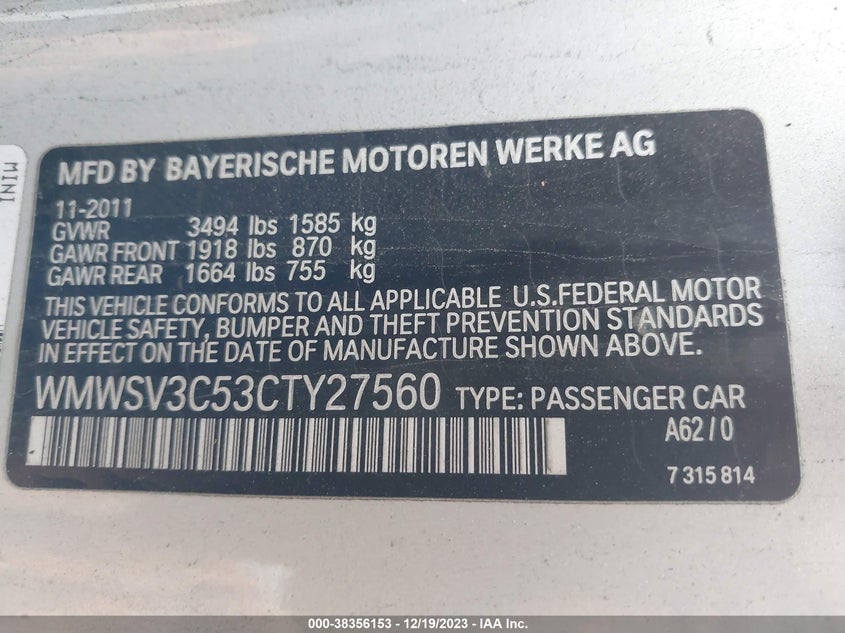 MFD BY BAYERISCHE MOTOREN WERKE AG
11-2011
GVWR 3494 lbs 1585 kg
GAWR FRONT 1918 lbs 870 kg
GAWR REAR 1664 lbs 755 kg
THIS VEHICLE CONFORMS TO ALL APPLICABLE U.S.FEDERAL MOTOR
VEHICLE SAFETY, BUMPER AND THEFT PREVENTION STANDARDS
IN EFFECT ON THE DATE OF MANUFACTURE SHOWN ABOVE.
WMWSV3C53CTY27560 TYPE: PASSENGER CAR
A62/0
7 315 814
MINI
000-38356153 - 12/19/2023 - IAA Inc.